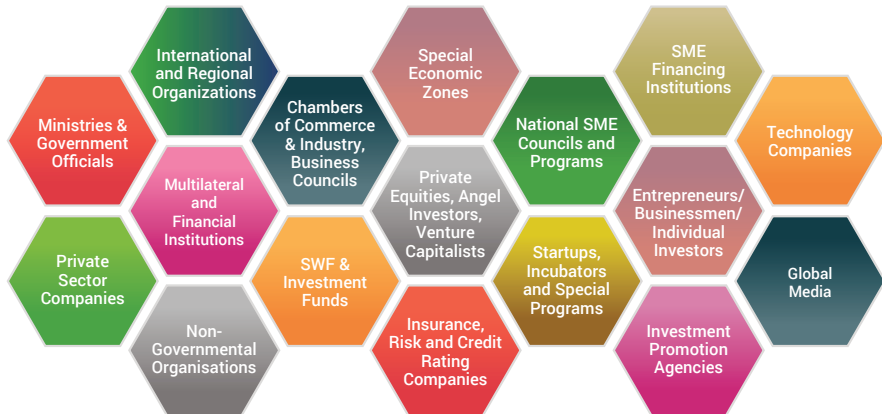 International
and Regional
Organizations
Special
Economic
Zones
SME
Financing
Institutions
Ministries &
Government
Officials
Chambers
of Commerce
& Industry,
Business
Councils
National SME
Councils and
Programs
Technology
Companies
Multilateral
and
Financial
Institutions
Private
Equities, Angel
Investors,
Venture
Capitalists
Entrepreneurs/
Businessmen/
Individual
Investors
Private
Sector
Companies
SWF &
Investment
Funds
Startups,
Incubators
and Special
Programs
Global
Media
Non-
Governmental
Organisations
Insurance,
Risk and Credit
Rating
Companies
Investment
Promotion
Agencies